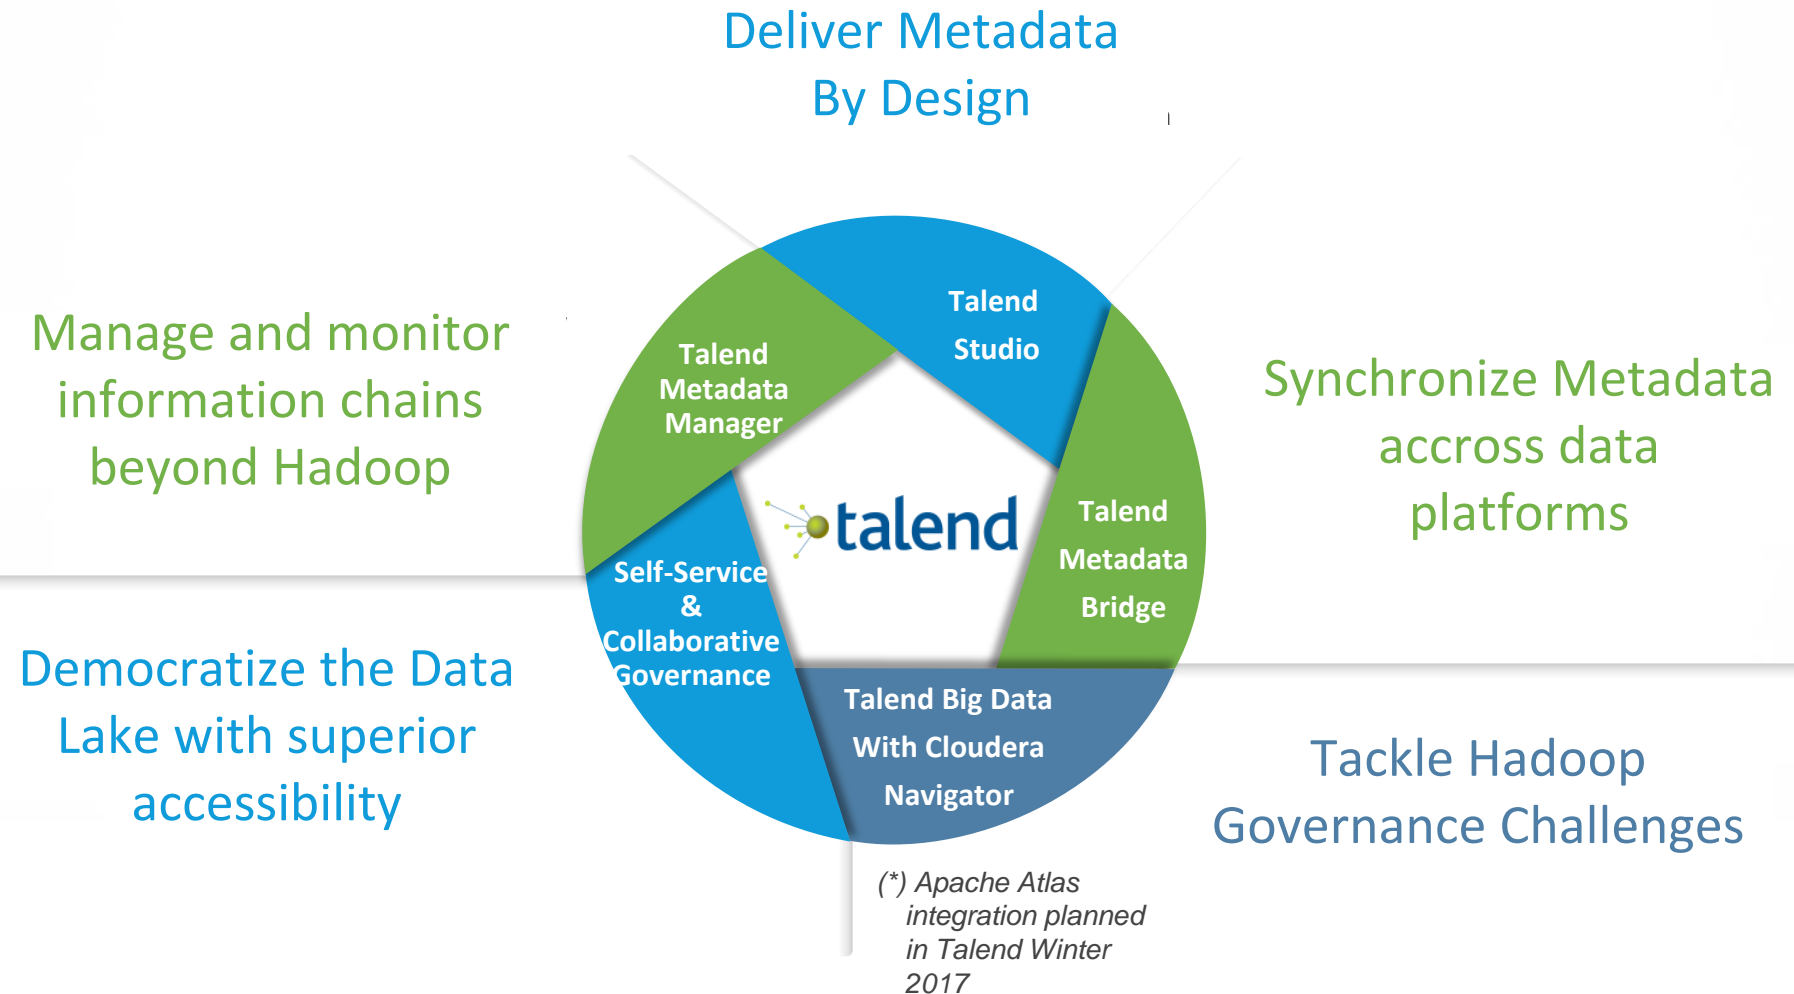 Deliver Metadata
By Design
Talend
Studio
Talend
Metadata
Manager
Manage and monitor
information chains
beyond Hadoop
Synchronize Metadata
accross data
platforms
talend
Talend
Metadata
Bridge
Self-Service
&
Collaborative
Governance
Democratize the Data
Lake with superior
accessibility
Talend Big Data
With Cloudera
Navigator
Tackle Hadoop
Governance Challenges
(*) Apache Atlas
integration planned
in Talend Winter
2017